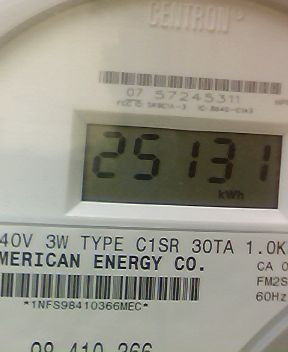 CENTRON®
07 57245311
25131
kWh
40V 3W TYPE C1SR 30TA 1.0K
MERICAN ENERGY CO.
CA 0
FM2S
60Hz
*1NFS98410366MEC*
98 410 366